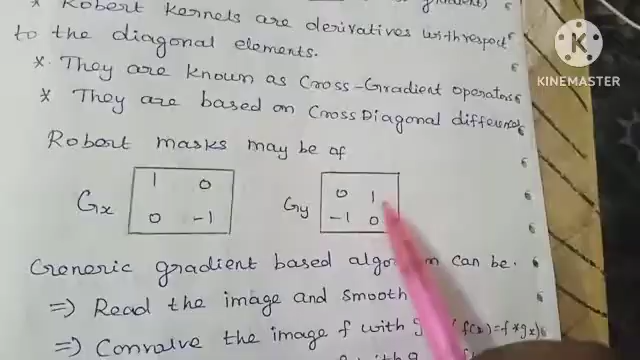 * Robert Kernels are derivatives with respect
to the diagonal elements.
* They are known as Cross-Gradient operators
* They are based on Cross Diagonal difference
Robert masks may be of
Gx 1 0 Gy 0 1
0 -1 -1 0
Generic gradient based algo can be.
=> Read the image and smooth
=> Convolve the image f with f(x)=f*gx)
KINEMASTER